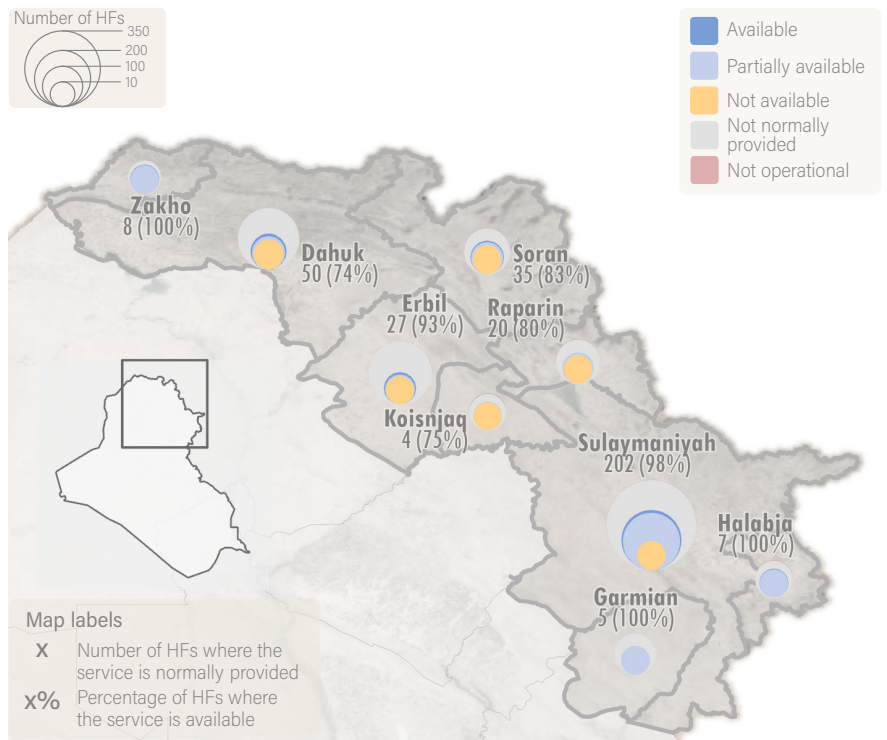 Number of HFs
350
200
100
10
Available
Partially available
Not available
Not normally
provided
Not operational
Zakho
8 (100%)
Dahuk
50 (74%)
Soran
35 (83%)
Erbil
27 (93%)
Raparin
20 (80%)
Koisnjaq
4 (75%)
Sulaymaniyah
202 (98%)
Halabja
7 (100%)
Garmian
5 (100%)
Map labels
X Number of HFs where the
service is normally provided
x% Percentage of HFs where
the service is available